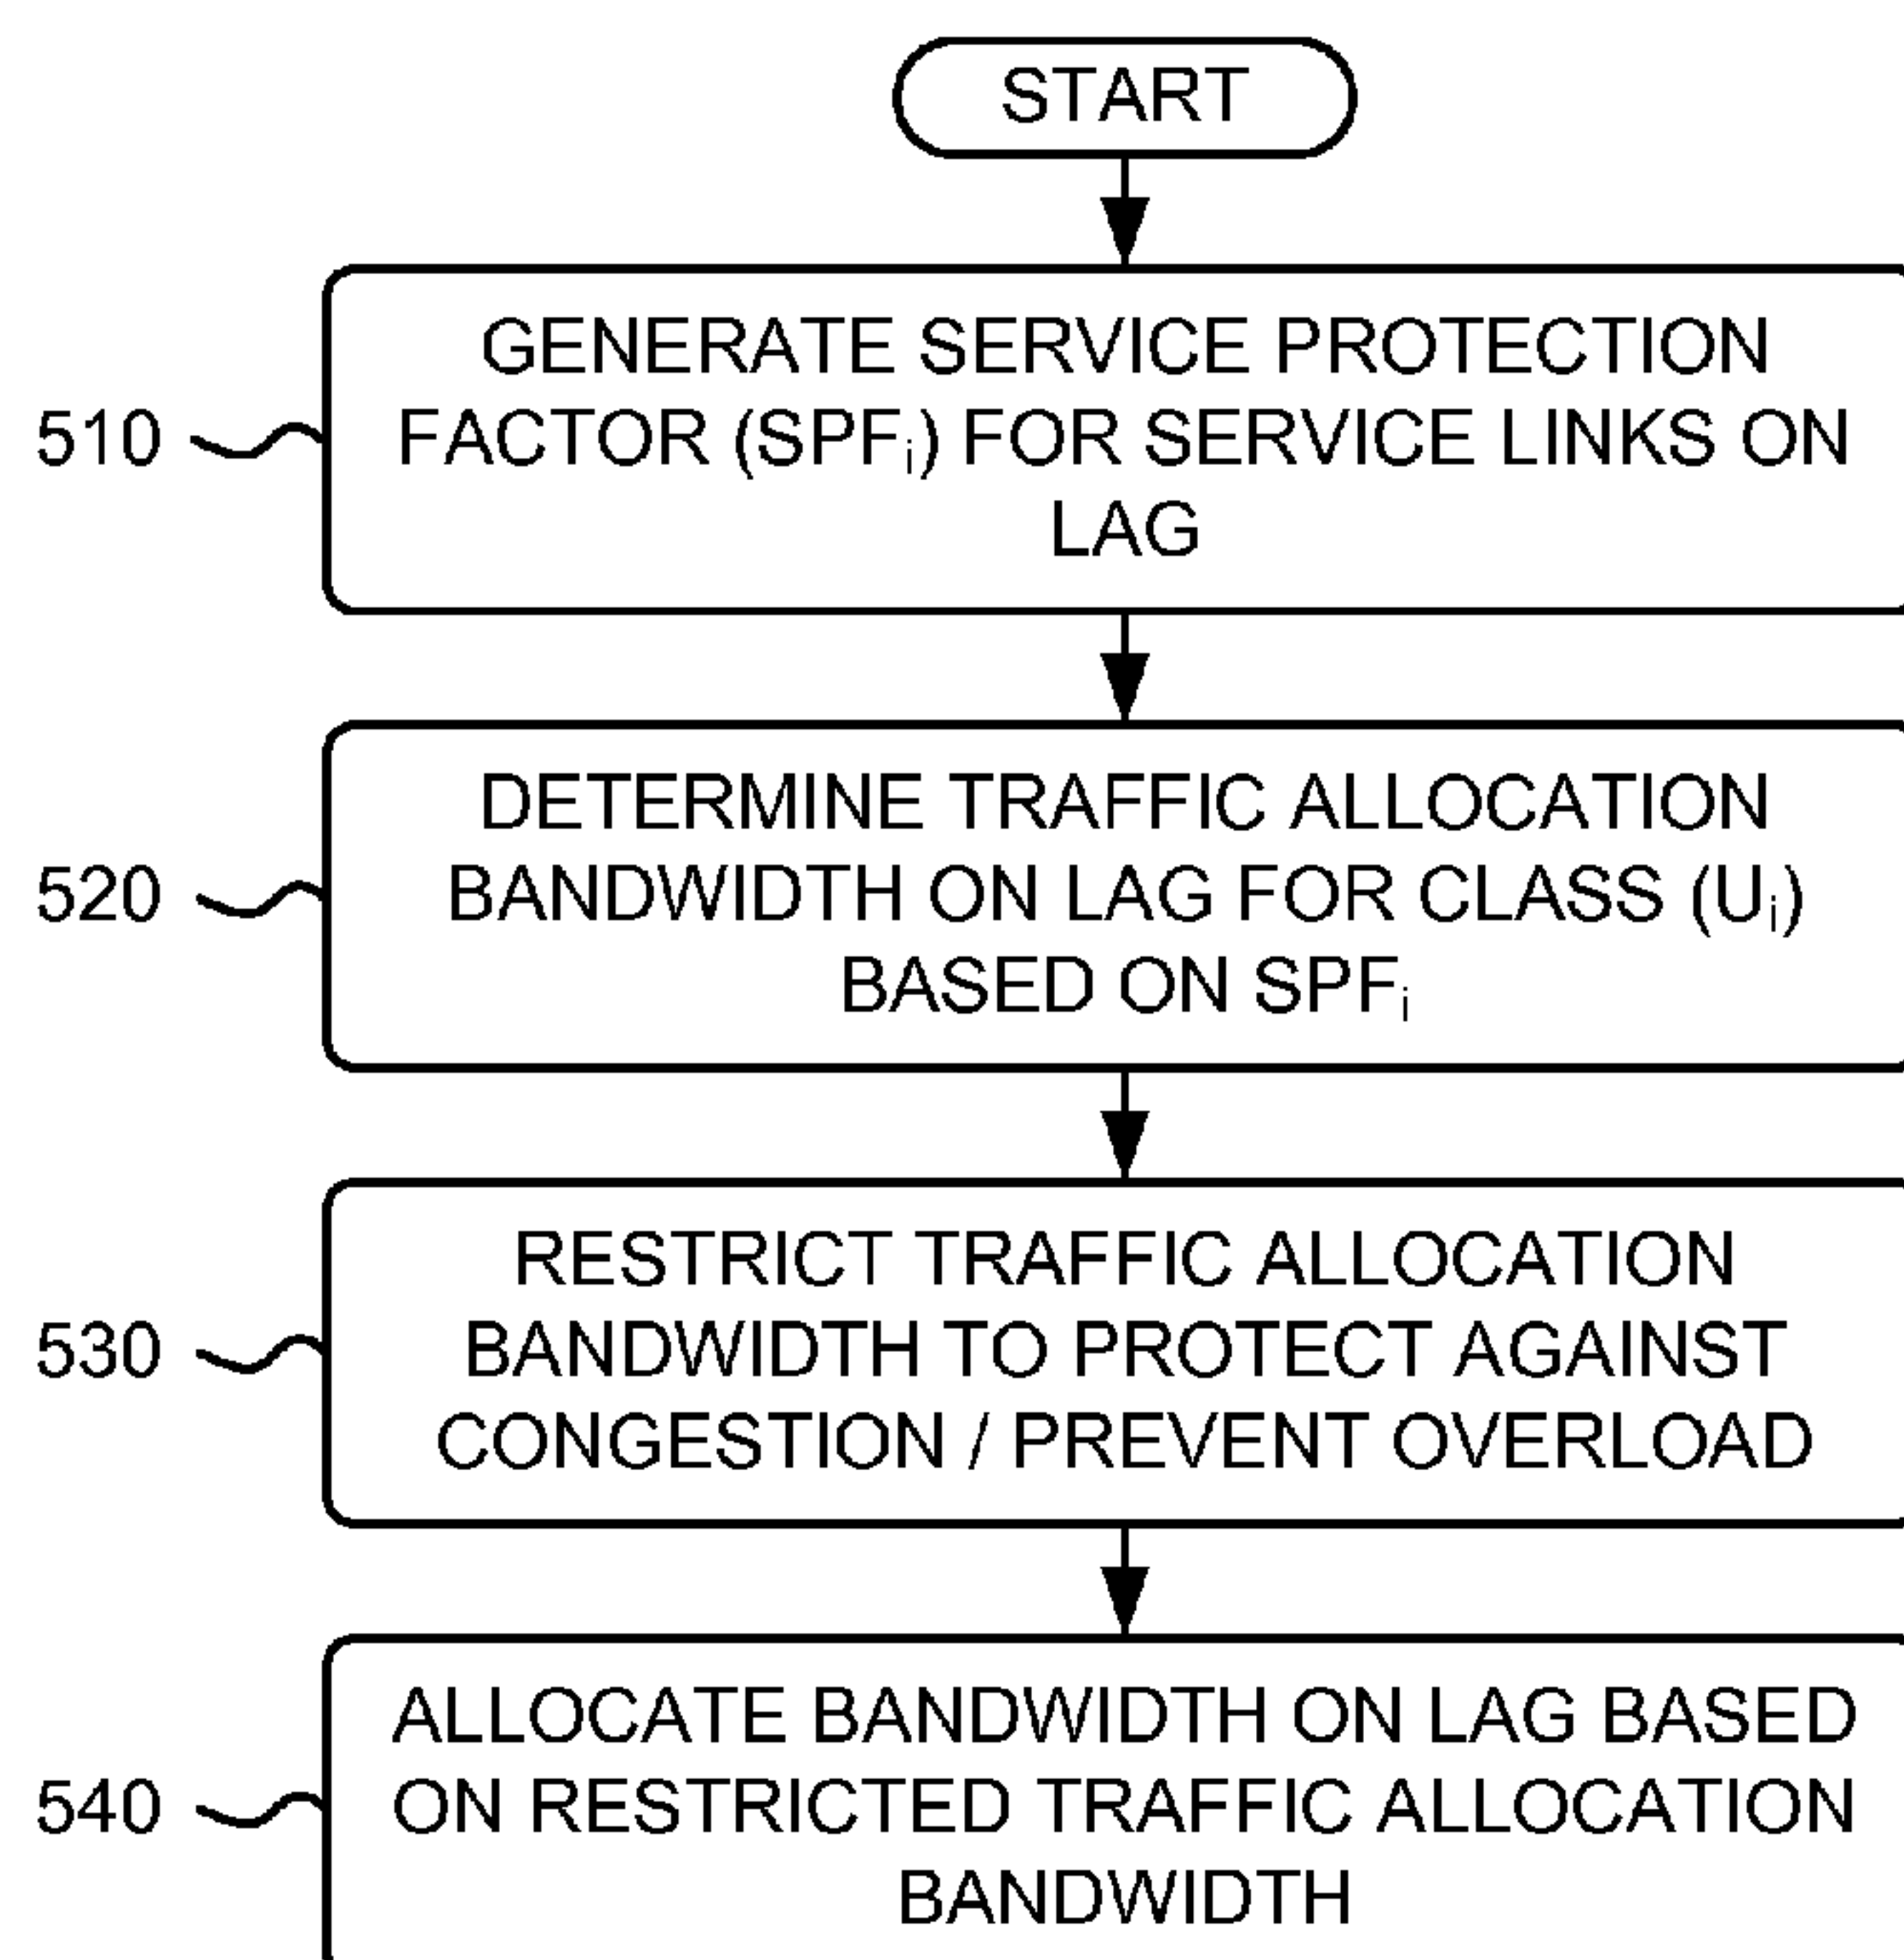 START
GENERATE SERVICE PROTECTION
510 FACTOR (SPFi) FOR SERVICE LINKS ON
LAG
DETERMINE TRAFFIC ALLOCATION
520 BANDWIDTH ON LAG FOR CLASS (Ui)
BASED ON SPFi
RESTRICT TRAFFIC ALLOCATION
530 BANDWIDTH TO PROTECT AGAINST
CONGESTION / PREVENT OVERLOAD
ALLOCATE BANDWIDTH ON LAG BASED
540 ON RESTRICTED TRAFFIC ALLOCATION
BANDWIDTH